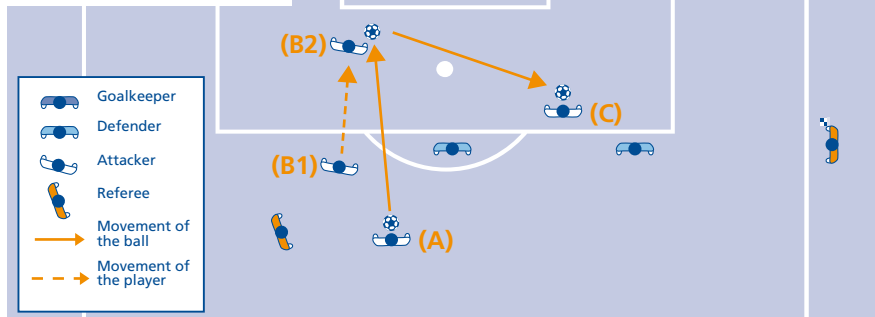 (B2)
(C)
(B1)
(A)
Goalkeeper
Defender
Attacker
Referee
Movement of
the ball
Movement of
the player